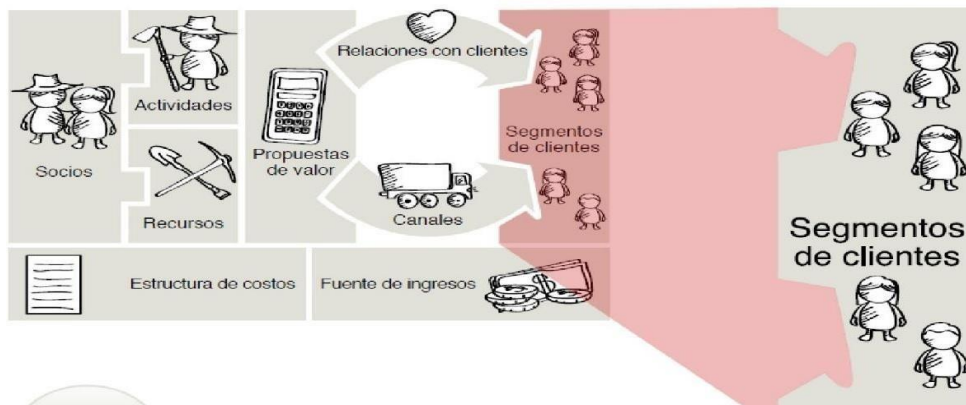 Relaciones con clientes
Actividades
Socios
Propuestas
de valor
Segmentos
de clientes
Recursos
Canales
Segmentos
de clientes
Estructura de costos
Fuente de ingresos